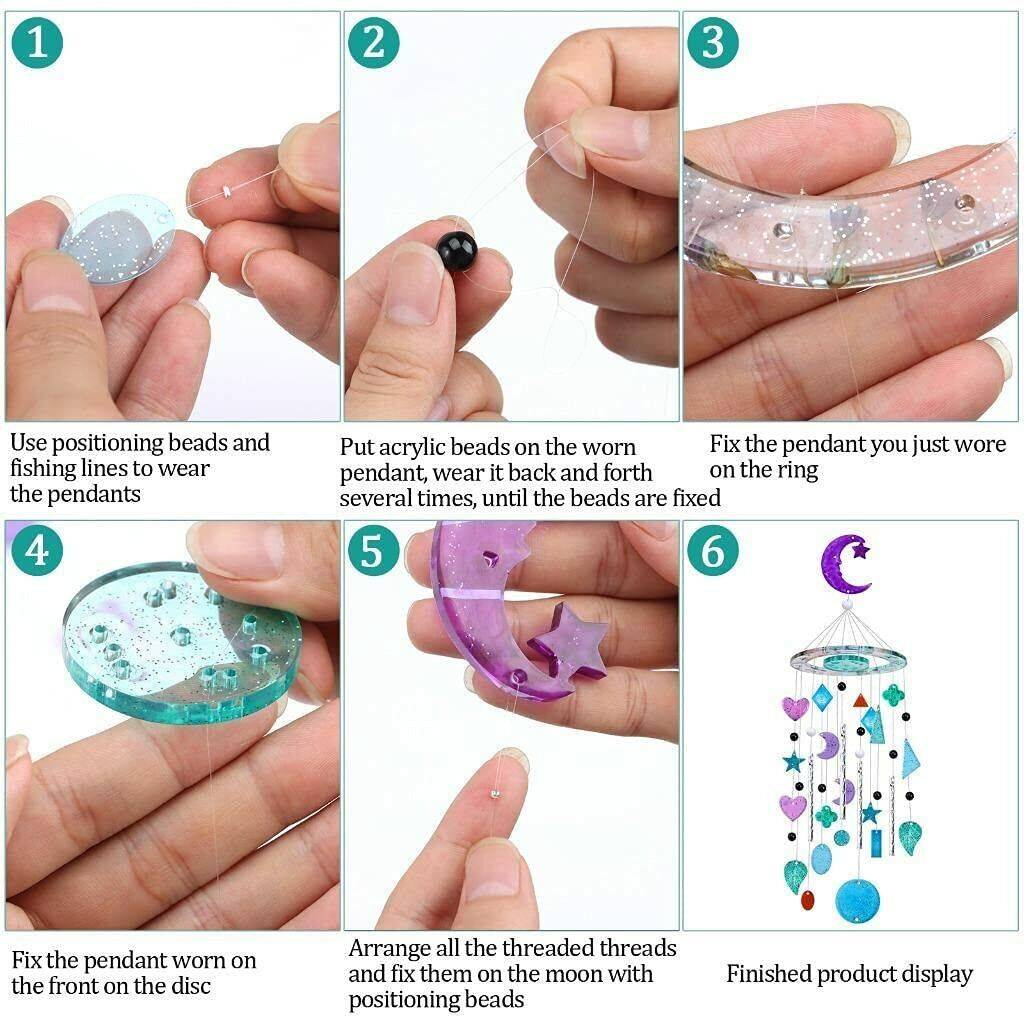 1
2
3
Use positioning beads and
fishing lines to wear
the pendants
Put acrylic beads on the worn
pendant, wear it back and forth
several times, until the beads are fixed
Fix the pendant you just wore
on the ring
4
5
6
Fix the pendant worn on
the front on the disc
Arrange all the threaded threads
and fix them on the moon with
positioning beads
Finished product display